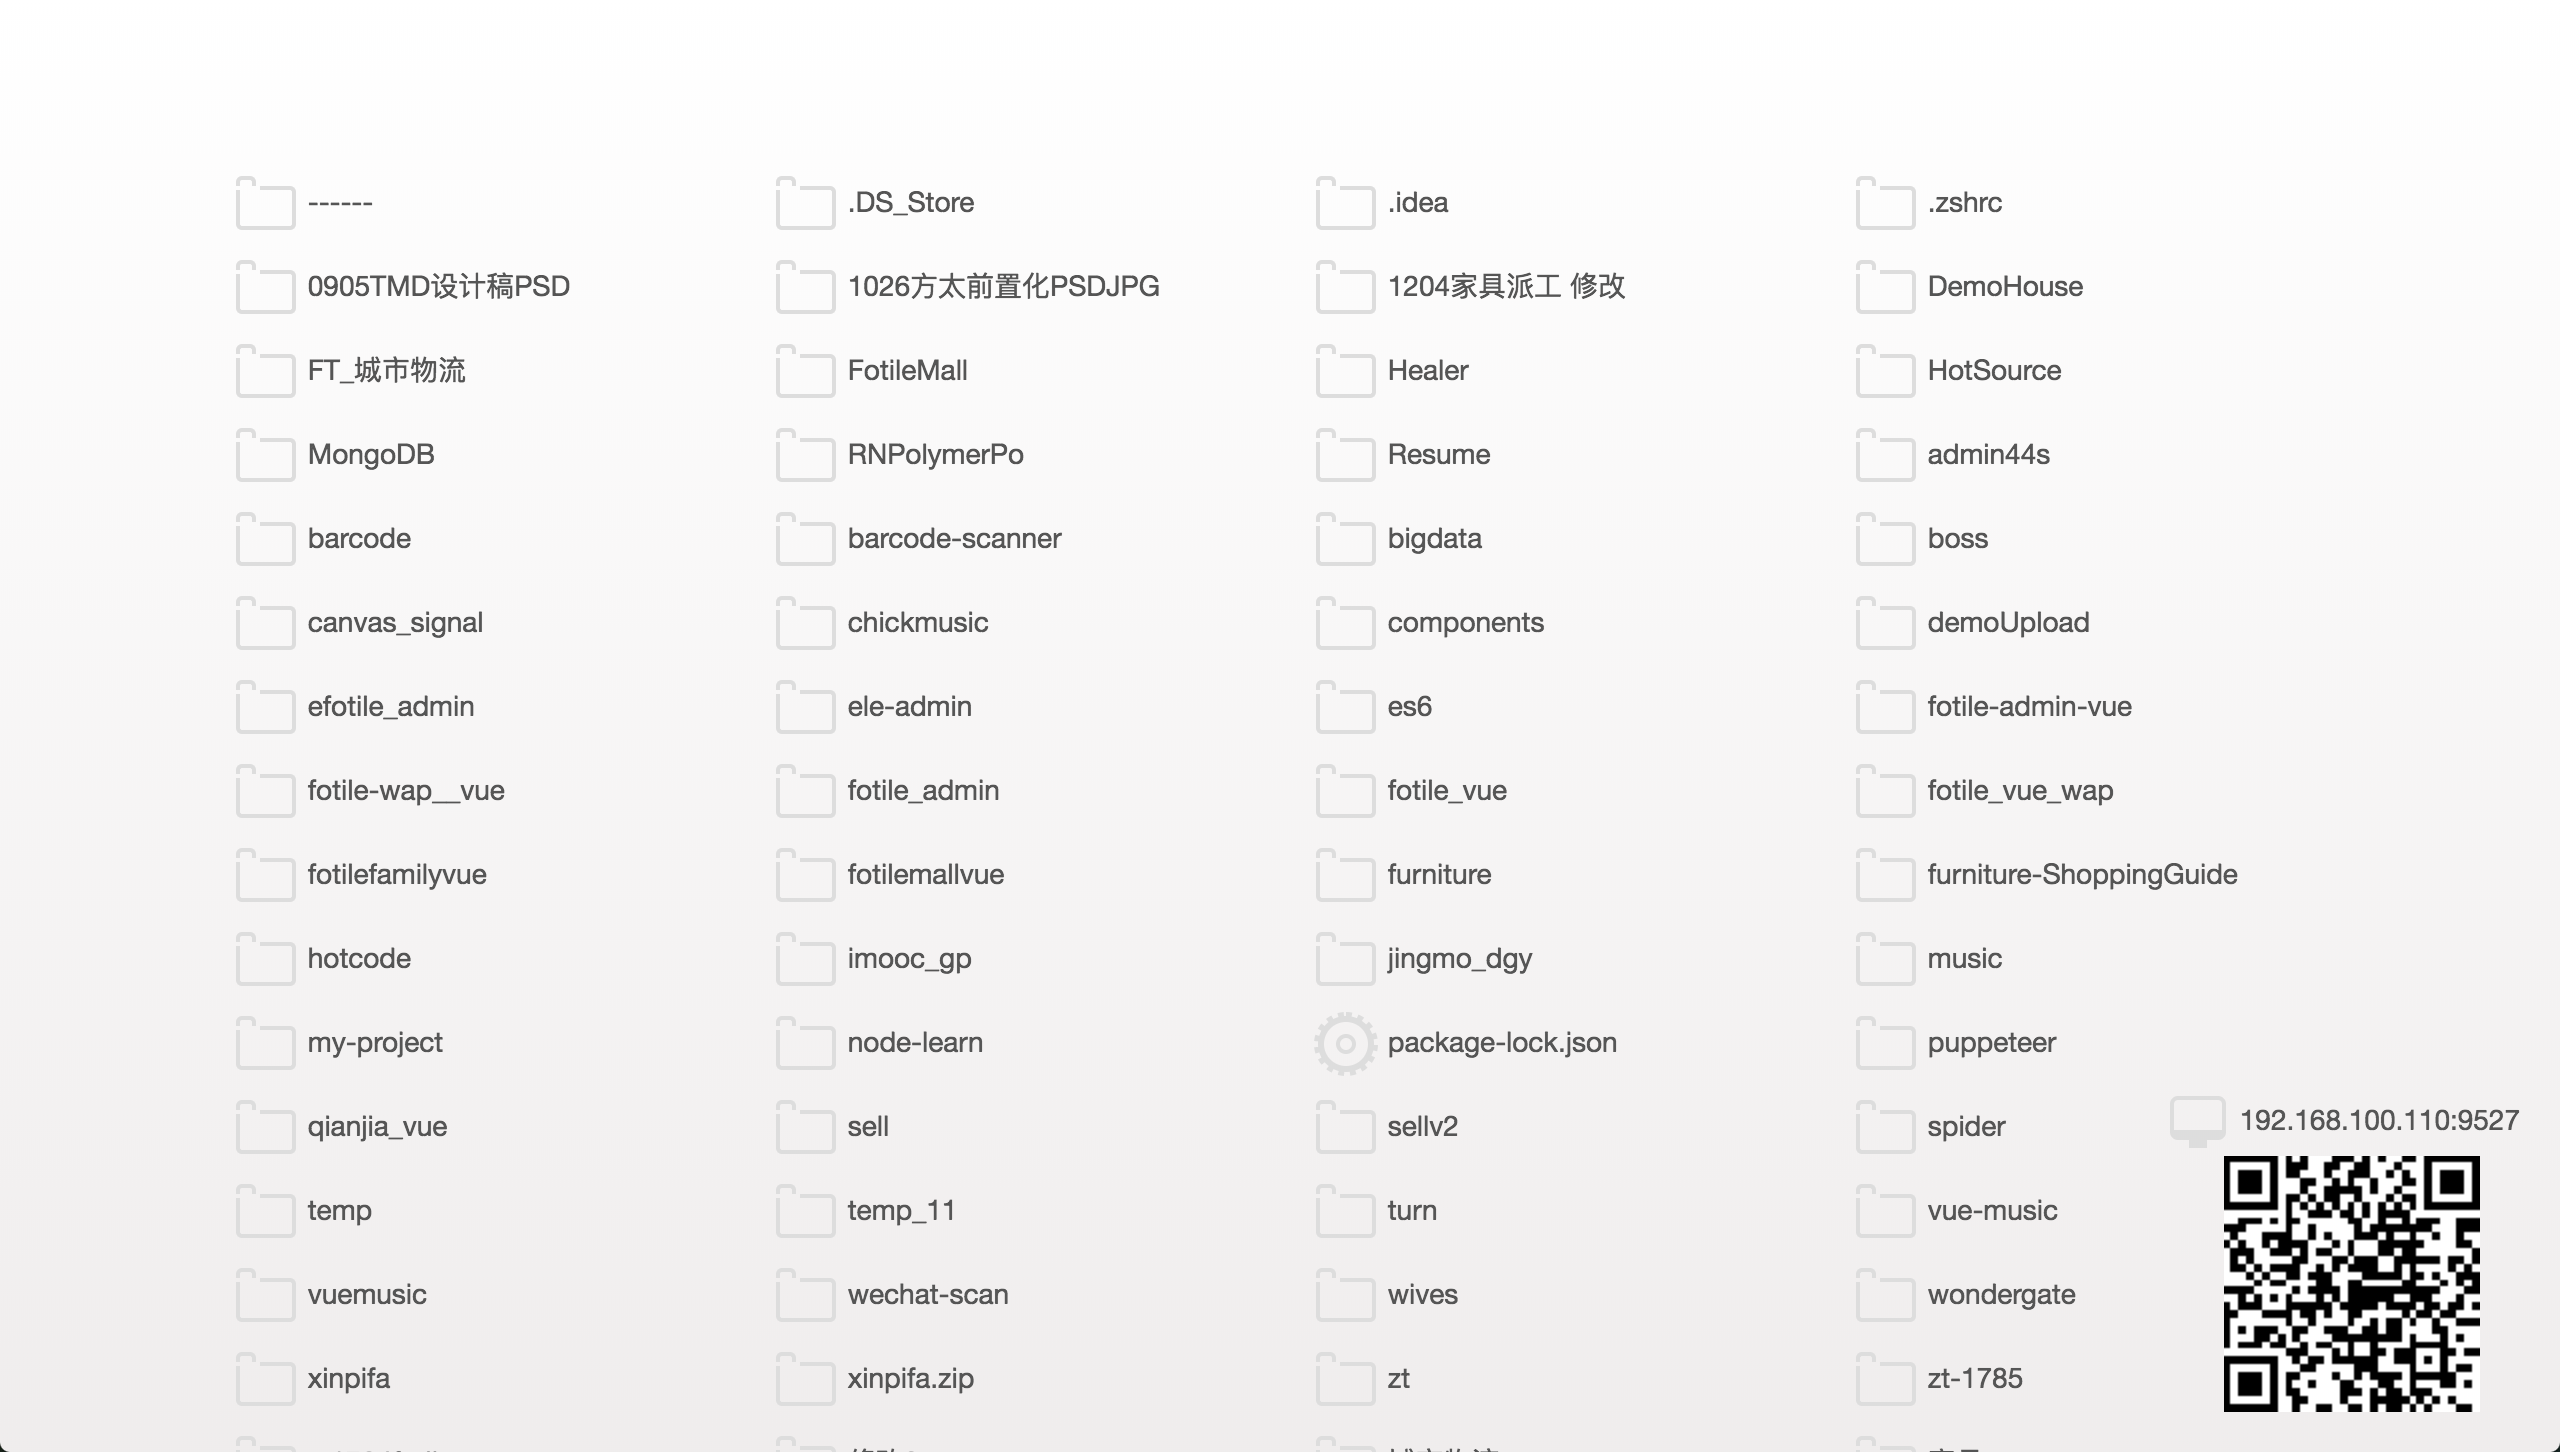 ------ .DS_Store .idea .zshrc
0905TMD设计稿PSD 1026方太前置化PSDJPG 1204家具派工 修改 DemoHouse
FT_城市物流 FotileMall Healer HotSource
MongoDB RNPolymerPo Resume admin44s
barcode barcode-scanner bigdata boss
canvas_signal chickmusic components demoUpload
efotile_admin ele-admin es6 fotile-admin-vue
fotile-wap__vue fotile_admin fotile_vue fotile_vue_wap
fotilefamilyvue fotilemallvue furniture furniture-ShoppingGuide
hotcode imooc_gp jingmo_dgy music
my-project node-learn package-lock.json puppeteer
qianjia_vue sell sellv2 spider 192.168.100.110:9527
temp temp_11 turn vue-music
vuemusic wechat-scan wives wondergate
xinpifa xinpifa.zip zt zt-1785